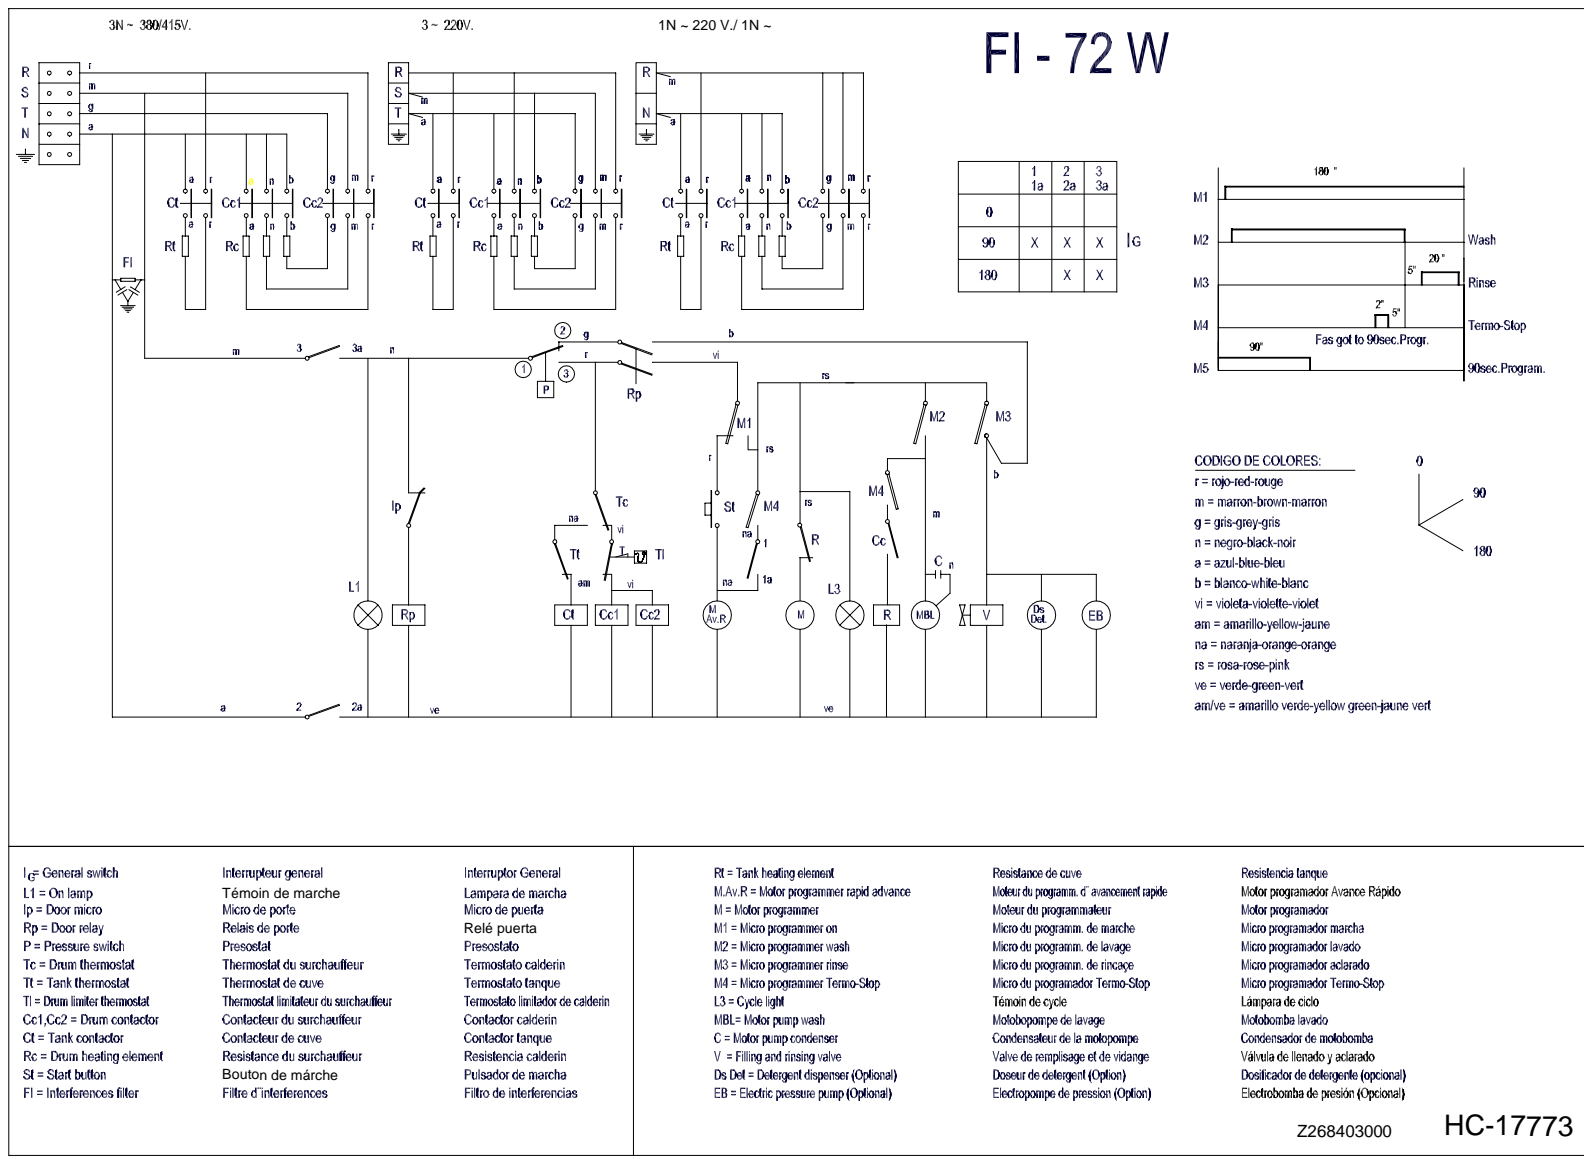 3N ~ 380/415V.
3 ~ 220V.
1N ~ 220 V./ 1N ~
FI - 72 W
R r
S m
T g
N a
R
S m
T a
R m
N a
a r n b g m r
Ct Cc1 Cc2
a r a n b g m r
Rt Rc
a r a n b g m r
Ct Cc1 Cc2
a r a n b g m r
Rt Rc
a r a n b g m r
Ct Cc1 Cc2
a r a n b g m r
Rt Rc
FI
1 2 3
1a 2a 3a
0
90 X X X
180 X X
IG
180 "
M1
M2 Wash
20 "
5"
M3 Rinse
2" 5"
M4 Termo-Stop
Fas got to 90sec.Progr.
90"
M5 90sec.Program.
m 3 3a n 1 2 g b
3 r vi
P Rp
rs
M1 M2 M3
r rs b
Ip Tc St M4 rs M4
na vi na 1 R Cc m
Tt T Tl C n
am vi na 1a
L1 L3
Rp Ct Cc1 Cc2 M Av.R M R MBL V Ds Det. EB
a 2 2a ve ve
CODIGO DE COLORES:
r = rojo-red-rouge
m = marron-brown-marron
g = gris-grey-gris
n = negro-black-noir
a = azul-blue-bleu
b = blanco-white-blanc
vi = violeta-violette-violet
am = amarillo-yellow-jaune
na = naranja-orange-orange
rs = rosa-rose-pink
ve = verde-green-vert
am/ve = amarillo verde-yellow green-jaune vert
0
90
180
IG= General switch Interrupteur general Interruptor General
L1 = On lamp Témoin de marche Lampara de marcha
Ip = Door micro Micro de porte Micro de puerta
Rp = Door relay Relais de porte Relé puerta
P = Pressure switch Presostat Presostato
Tc = Drum thermostat Thermostat du surchauffeur Termostato calderin
Tt = Tank thermostat Thermostat de cuve Termostato tanque
Tl = Drum limiter thermostat Thermostat limitateur du surchauffeur Termostato limitador de calderin
Cc1,Cc2 = Drum contactor Contacteur du surchauffeur Contactor calderin
Ct = Tank contactor Contacteur de cuve Contactor tanque
Rc = Drum heating element Resistance du surchauffeur Resistencia calderin
St = Start button Bouton de márche Pulsador de marcha
FI = Interferences filter Filtre d¨interferences Filtro de interferencias
Rt = Tank heating element Resistance de cuve Resistencia tanque
M.Av.R = Motor programmer rapid advance Moteur du programm. d¨ avancement rapide Motor programador Avance Rápido
M = Motor programmer Moteur du programmateur Motor programador
M1 = Micro programmer on Micro du programm. de marche Micro programador marcha
M2 = Micro programmer wash Micro du programm. de lavage Micro programador lavado
M3 = Micro programmer rinse Micro du programm. de rincaçe Micro programador aclarado
M4 = Micro programmer Termo-Stop Micro du programador Termo-Stop Micro programador Termo-Stop
L3 = Cycle light Témoin de cycle Lámpara de ciclo
MBL= Motor pump wash Motobopompe de lavage Motobomba lavado
C = Motor pump condenser Condensateur de la motopompe Condensador de motobomba
V = Filling and rinsing valve Valve de remplisage et de vidange Válvula de llenado y aclarado
Ds Det = Detergent dispenser (Optional) Doseur de detergent (Option) Dosificador de detergente (opcional)
EB = Electric pressure pump (Optional) Electropompe de pression (Option) Electrobomba de presión (Opcional)
Z268403000
HC-17773